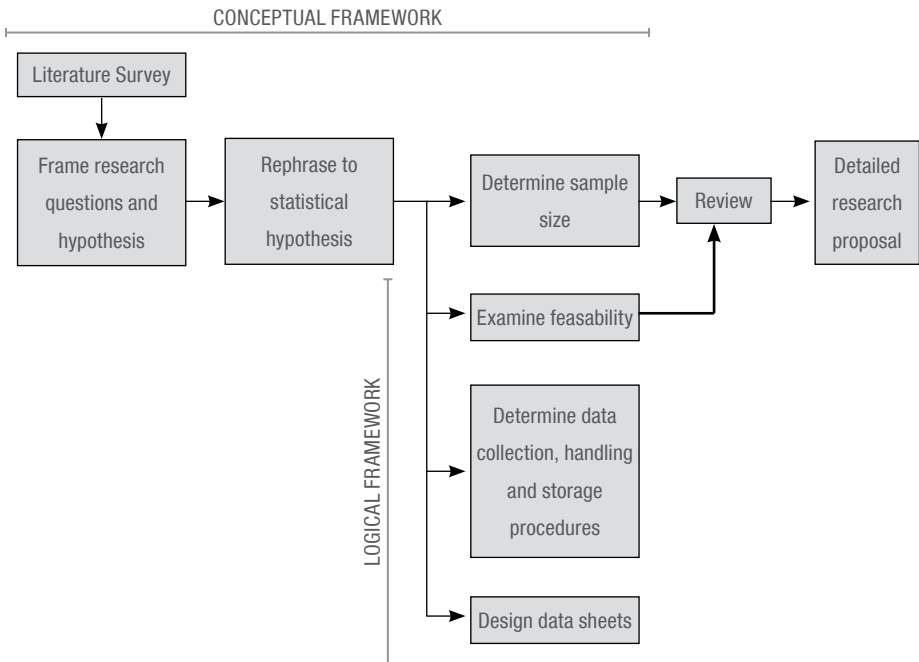 CONCEPTUAL FRAMEWORK
Literature Survey
Frame research
questions and
hypothesis
Rephrase to
statistical
hypothesis
Determine sample
size
Review
Detailed
research
proposal
Examine feasability
LOGICAL FRAMEWORK
Determine data
collection, handling
and storage
procedures
Design data sheets